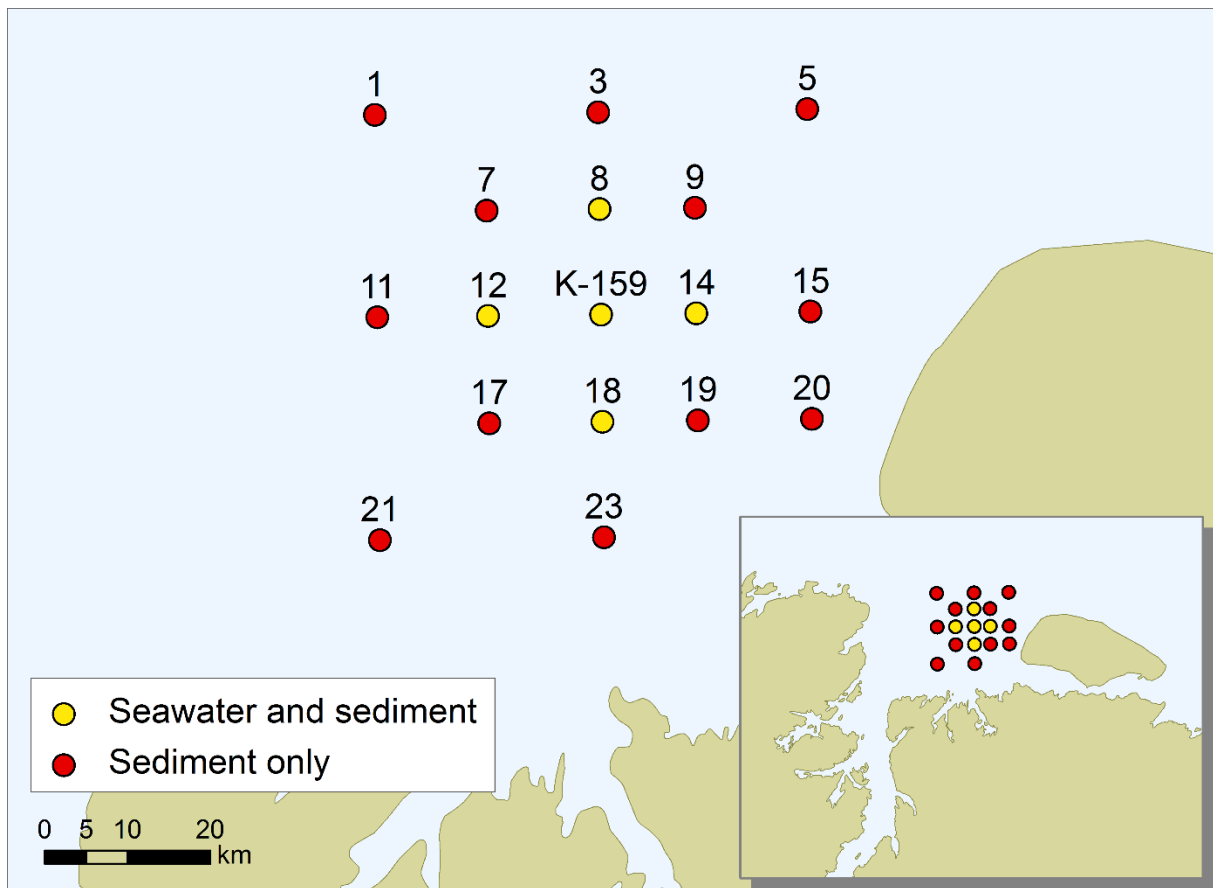 1 3 5
7 8 9
11 12 K-159 14 15
17 18 19 20
21 23
Seawater and sediment
Sediment only
0 5 10 20
km